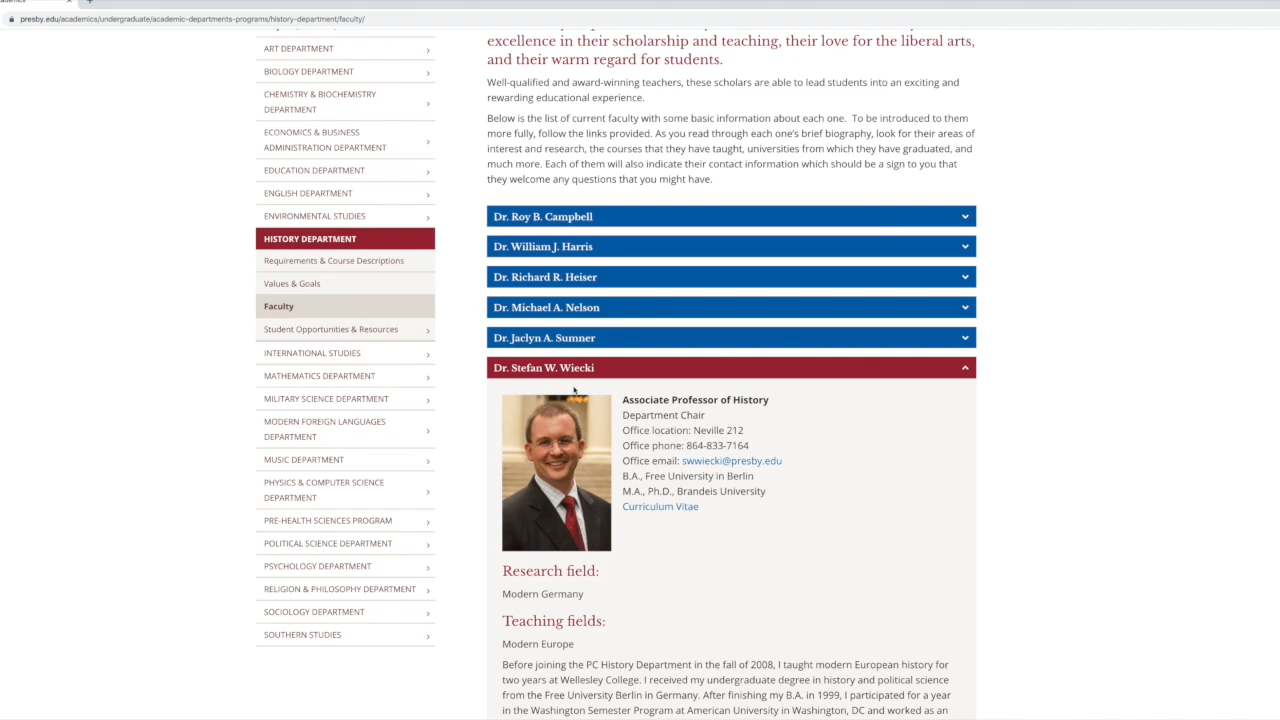 presby.edu/academics/undergraduate/academic-departments-programs/history-department/faculty/
ART DEPARTMENT
BIOLOGY DEPARTMENT
CHEMISTRY & BIOCHEMISTRY
DEPARTMENT
ECONOMICS & BUSINESS
ADMINISTRATION DEPARTMENT
EDUCATION DEPARTMENT
ENGLISH DEPARTMENT
ENVIRONMENTAL STUDIES
HISTORY DEPARTMENT
Requirements & Course Descriptions
Values & Goals
Faculty
Student Opportunities & Resources
INTERNATIONAL STUDIES
MATHEMATICS DEPARTMENT
MILITARY SCIENCE DEPARTMENT
MODERN FOREIGN LANGUAGES
DEPARTMENT
MUSIC DEPARTMENT
PHYSICS & COMPUTER SCIENCE
DEPARTMENT
PRE-HEALTH SCIENCES PROGRAM
POLITICAL SCIENCE DEPARTMENT
PSYCHOLOGY DEPARTMENT
RELIGION & PHILOSOPHY DEPARTMENT
SOCIOLOGY DEPARTMENT
SOUTHERN STUDIES
excellence in their scholarship and teaching, their love for the liberal arts,
and their warm regard for students.
Well-qualified and award-winning teachers, these scholars are able to lead students into an exciting and
rewarding educational experience.
Below is the list of current faculty with some basic information about each one. To be introduced to them
more fully, follow the links provided. As you read through each one's brief biography, look for their areas of
interest and research, the courses that they have taught, universities from which they have graduated, and
much more. Each of them will also indicate their contact information which should be a sign to you that
they welcome any questions that you might have.
Dr. Roy B. Campbell
Dr. William J. Harris
Dr. Richard R. Heiser
Dr. Michael A. Nelson
Dr. Jaclyn A. Sumner
Dr. Stefan W. Wiecki
Associate Professor of History
Department Chair
Office location: Neville 212
Office phone: 864-833-7164
Office email: swwiecki@presby.edu
B.A., Free University in Berlin
M.A., Ph.D., Brandeis University
Curriculum Vitae
Research field:
Modern Germany
Teaching fields:
Modern Europe
Before joining the PC History Department in the fall of 2008, I taught modern European history for
two years at Wellesley College. I received my undergraduate degree in history and political science
from the Free University Berlin in Germany. After finishing my B.A. in 1999, I participated for a year
in the Washington Semester Program at American University in Washington, DC and worked as an